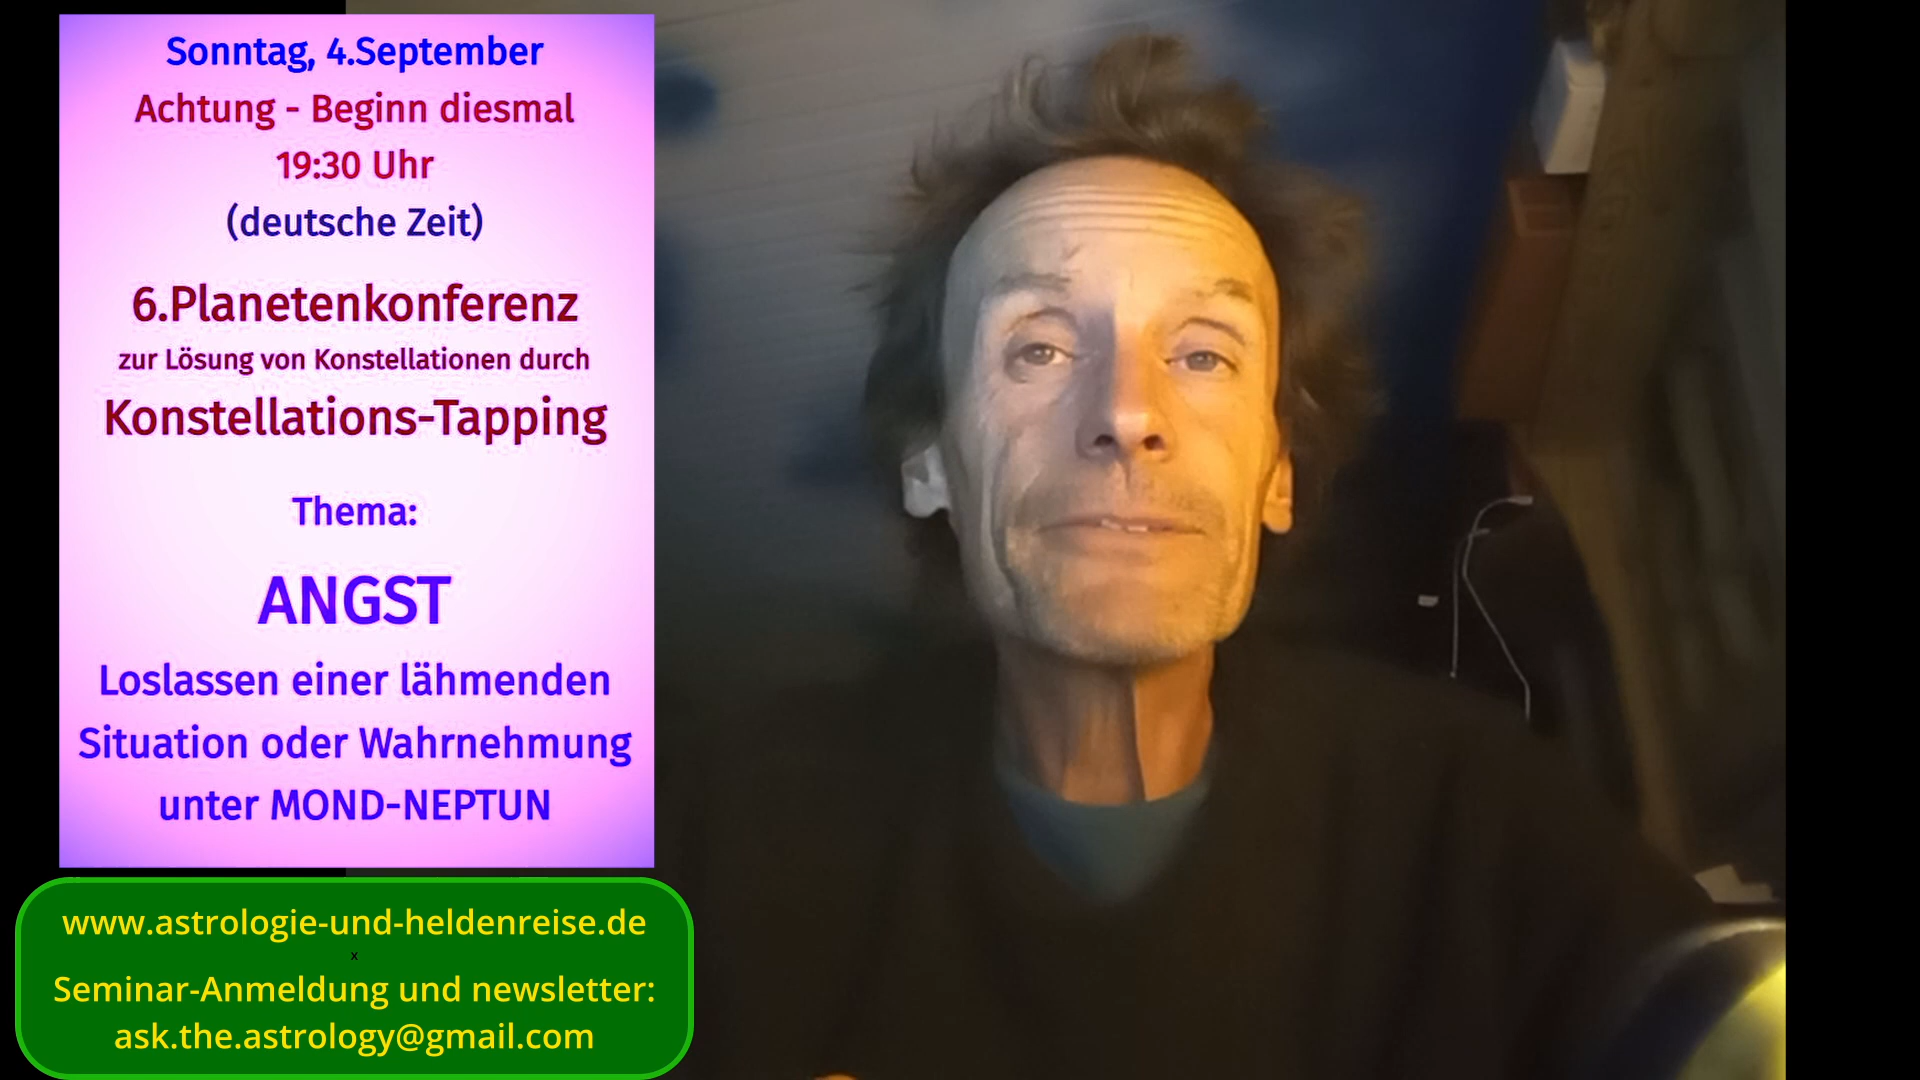 Sonntag, 4.September
Achtung - Beginn diesmal
19:30 Uhr
(deutsche Zeit)
6.Planetenkonferenz
zur Lösung von Konstellationen durch
Konstellations-Tapping
Thema:
ANGST
Loslassen einer lähmenden
Situation oder Wahrnehmung
unter MOND-NEPTUN
www.astrologie-und-heldenreise.de
x
Seminar-Anmeldung und newsletter:
ask.the.astrology@gmail.com